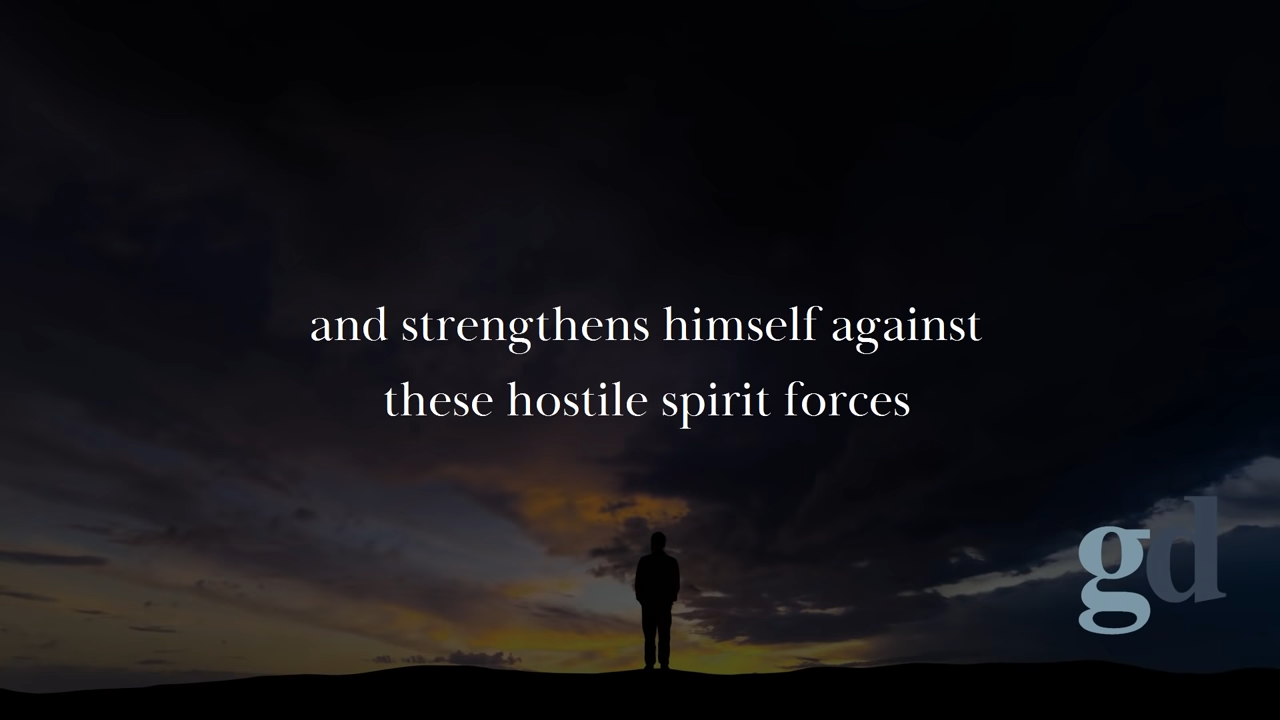 and strengthens himself against
these hostile spirit forces
gd